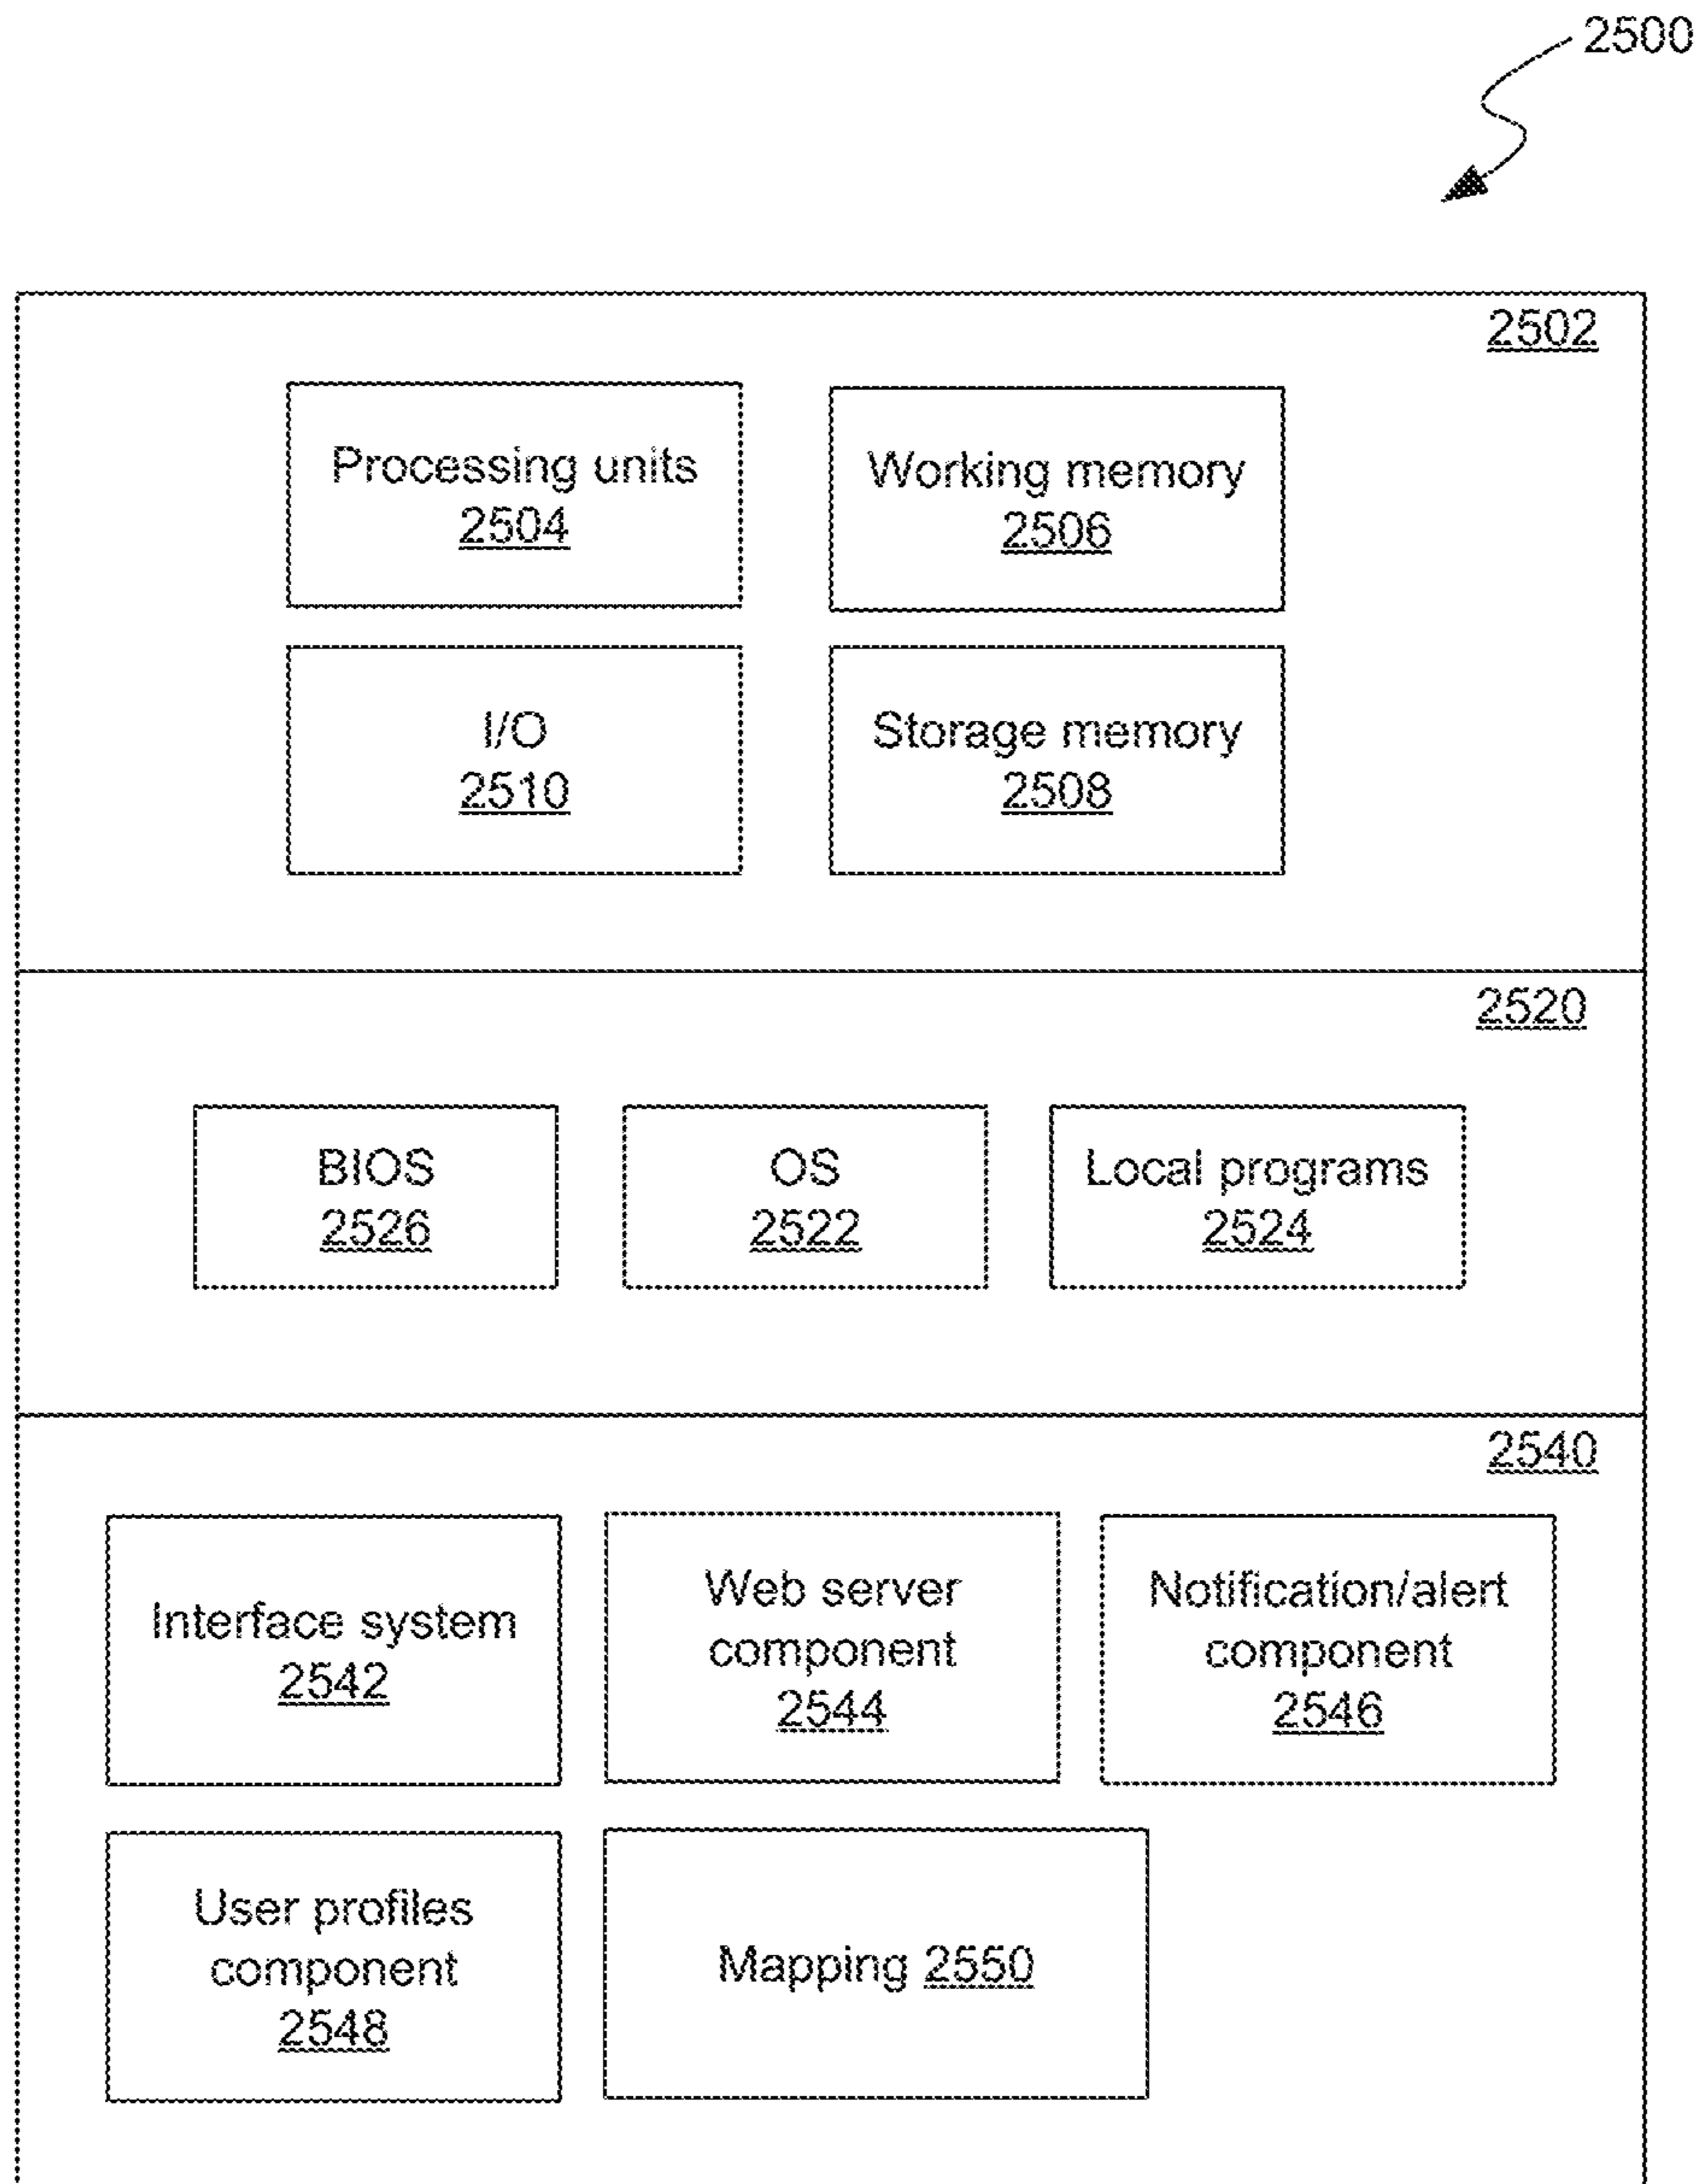 2500
2502
Processing units
2504
Working memory
2506
I/O
2510
Storage memory
2508
2520
BIOS
2526
OS
2522
Local programs
2524
2540
Interface system
2542
Web server
component
2544
Notification/alert
component
2546
User profiles
component
2548
Mapping 2550